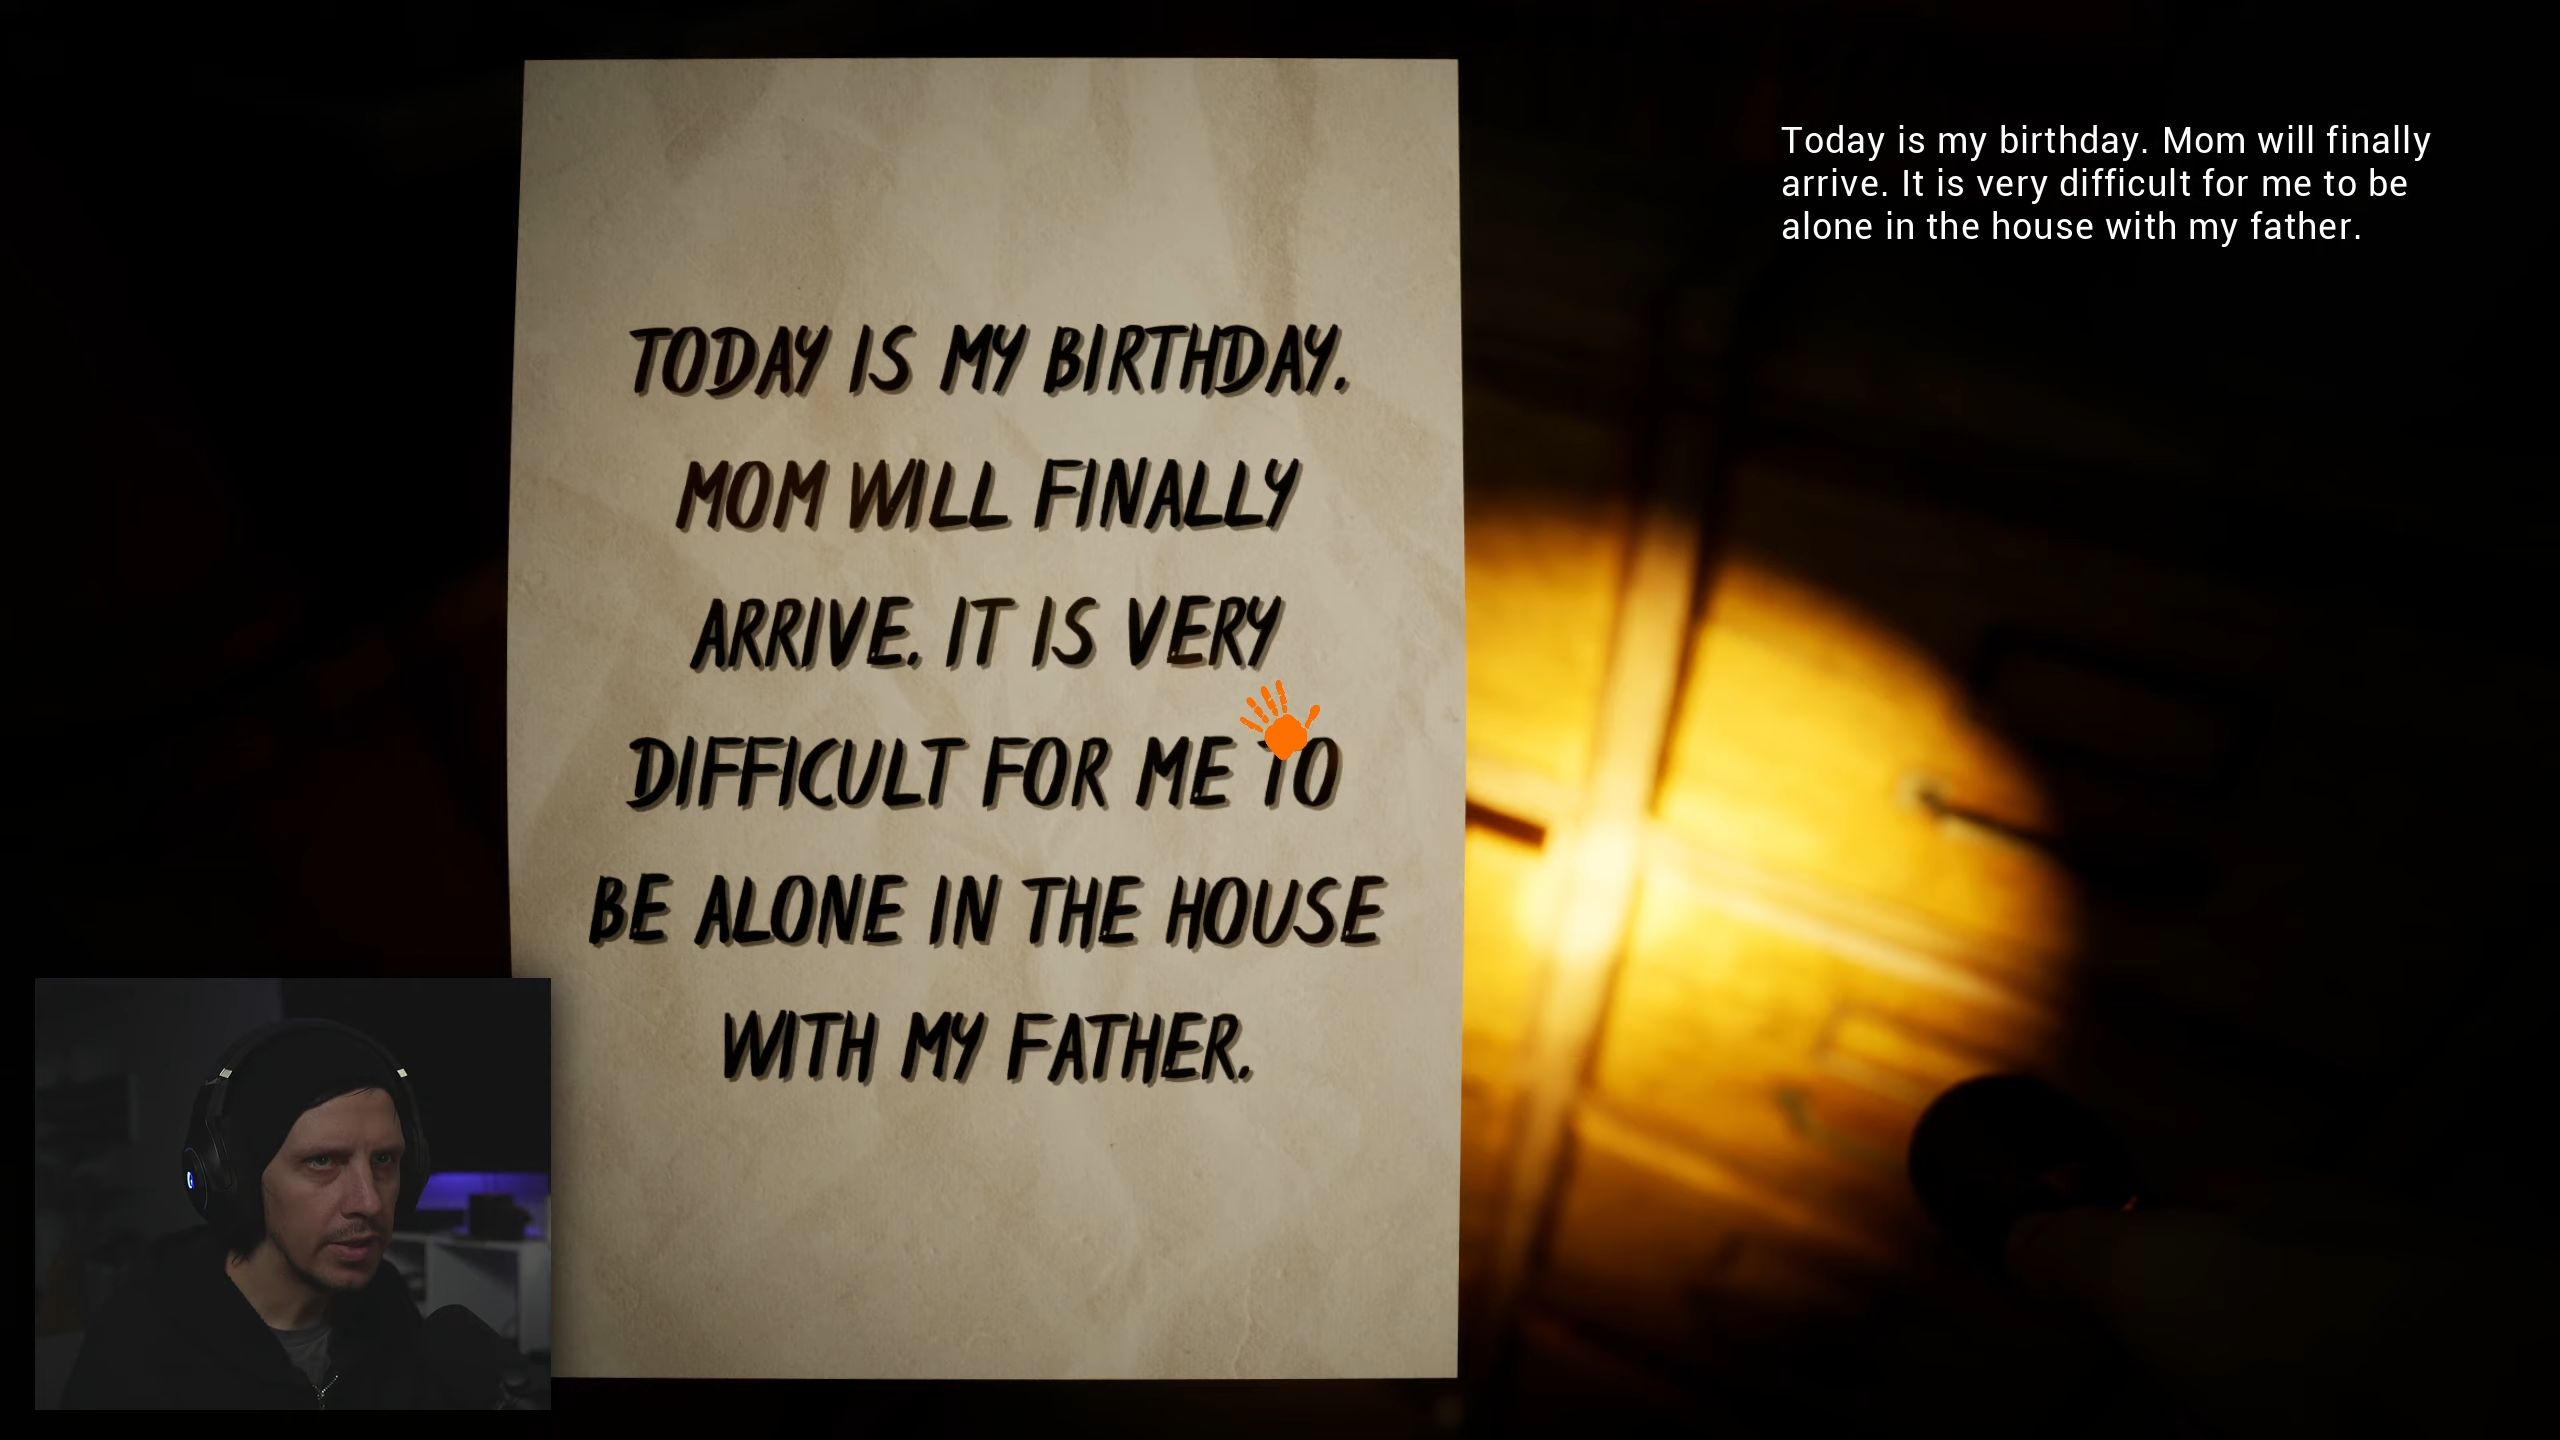 TODAY IS MY BIRTHDAY.
MOM WILL FINALLY
ARRIVE. IT IS VERY
DIFFICULT FOR ME TO
BE ALONE IN THE HOUSE
WITH MY FATHER.
Today is my birthday. Mom will finally
arrive. It is very difficult for me to be
alone in the house with my father.